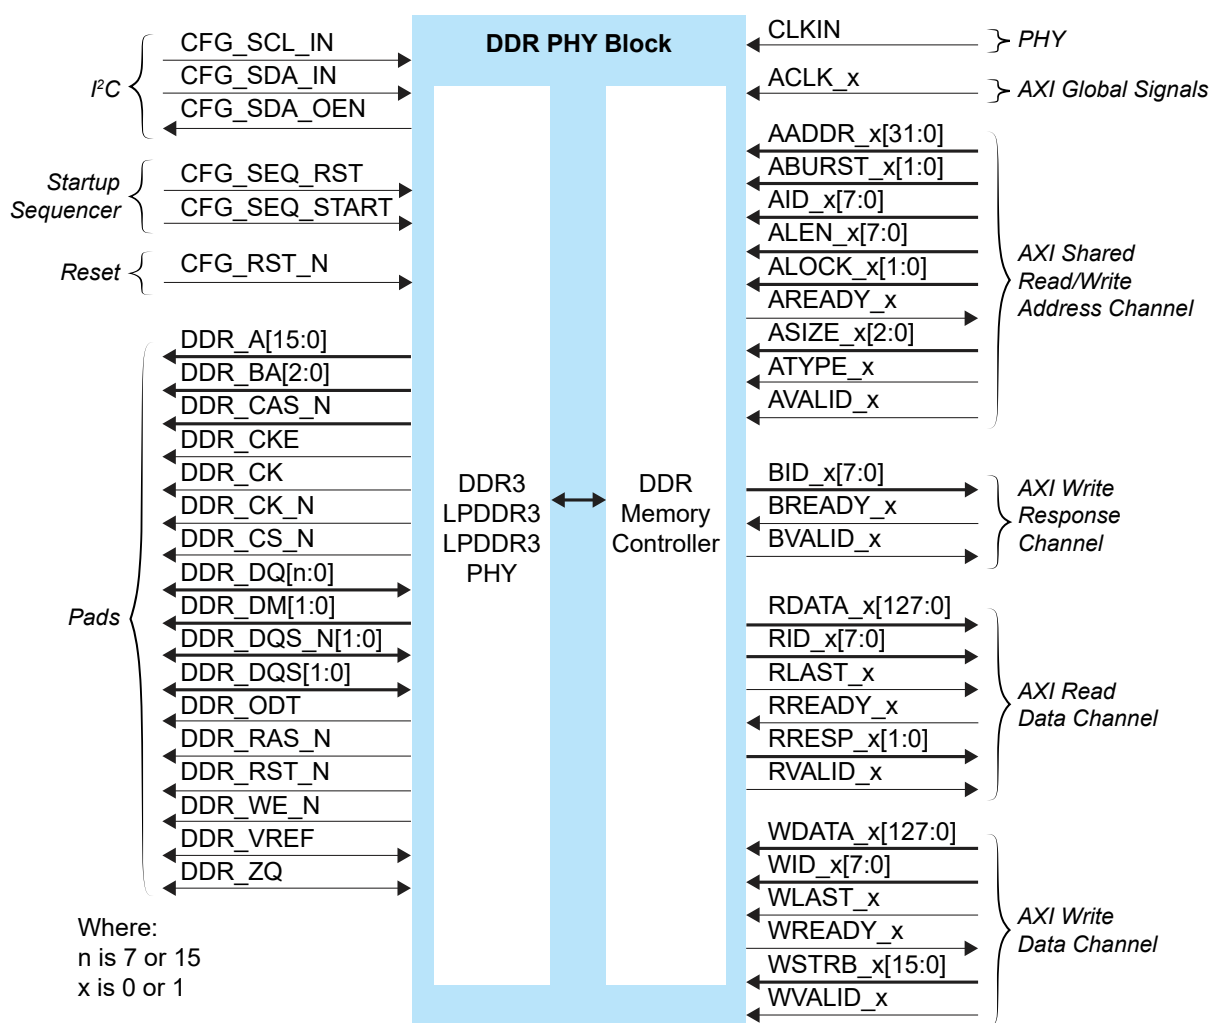 DDR PHY Block
I²C
CFG_SCL_IN
CFG_SDA_IN
CFG_SDA_OEN
Startup
Sequencer
CFG_SEQ_RST
CFG_SEQ_START
Reset
CFG_RST_N
Pads
DDR_A[15:0]
DDR_BA[2:0]
DDR_CAS_N
DDR_CKE
DDR_CK
DDR_CK_N
DDR_CS_N
DDR_DQ[n:0]
DDR_DM[1:0]
DDR_DQS_N[1:0]
DDR_DQS[1:0]
DDR_ODT
DDR_RAS_N
DDR_RST_N
DDR_WE_N
DDR_VREF
DDR_ZQ
Where:
n is 7 or 15
x is 0 or 1
DDR3
LPDDR3
LPDDR3
PHY
DDR
Memory
Controller
CLKIN
PHY
ACLK_x
AXI Global Signals
AADDR_x[31:0]
ABURST_x[1:0]
AID_x[7:0]
ALEN_x[7:0]
ALOCK_x[1:0]
AREADY_x
ASIZE_x[2:0]
ATYPE_x
AVALID_x
AXI Shared
Read/Write
Address Channel
BID_x[7:0]
BREADY_x
BVALID_x
AXI Write
Response
Channel
RDATA_x[127:0]
RID_x[7:0]
RLAST_x
RREADY_x
RRESP_x[1:0]
RVALID_x
AXI Read
Data Channel
WDATA_x[127:0]
WID_x[7:0]
WLAST_x
WREADY_x
WSTRB_x[15:0]
WVALID_x
AXI Write
Data Channel